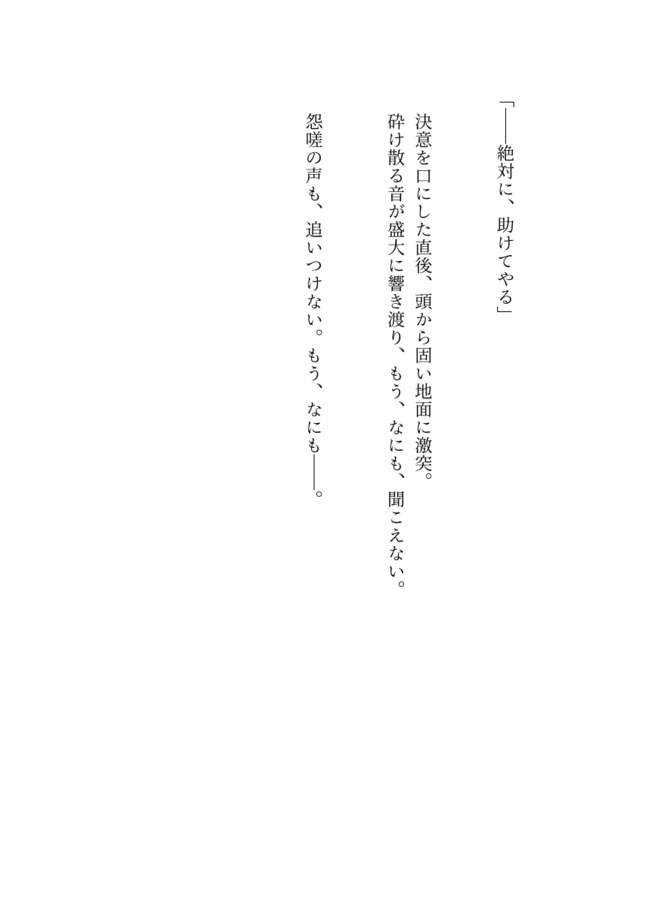 「――絶対に、助けてやる」
決意を口にした直後、頭から固い地面に激突。
砕け散る音が盛大に響き渡り、もう、なにも、聞こえない。
怨嗟の声も、追いつけない。もう、なにも――。